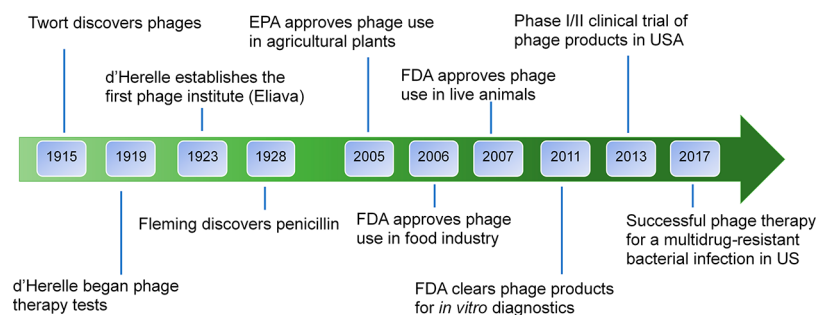 Twort discovers phages
EPA approves phage use
in agricultural plants
Phase I/II clinical trial of
phage products in USA
d'Herelle establishes the
first phage institute (Eliava)
FDA approves phage
use in live animals
1915
1919
1923
1928
2005
2006
2007
2011
2013
2017
Fleming discovers penicillin
FDA approves phage
use in food industry
Successful phage therapy
for a multidrug-resistant
bacterial infection in US
d'Herelle began phage
therapy tests
FDA clears phage products
for in vitro diagnostics